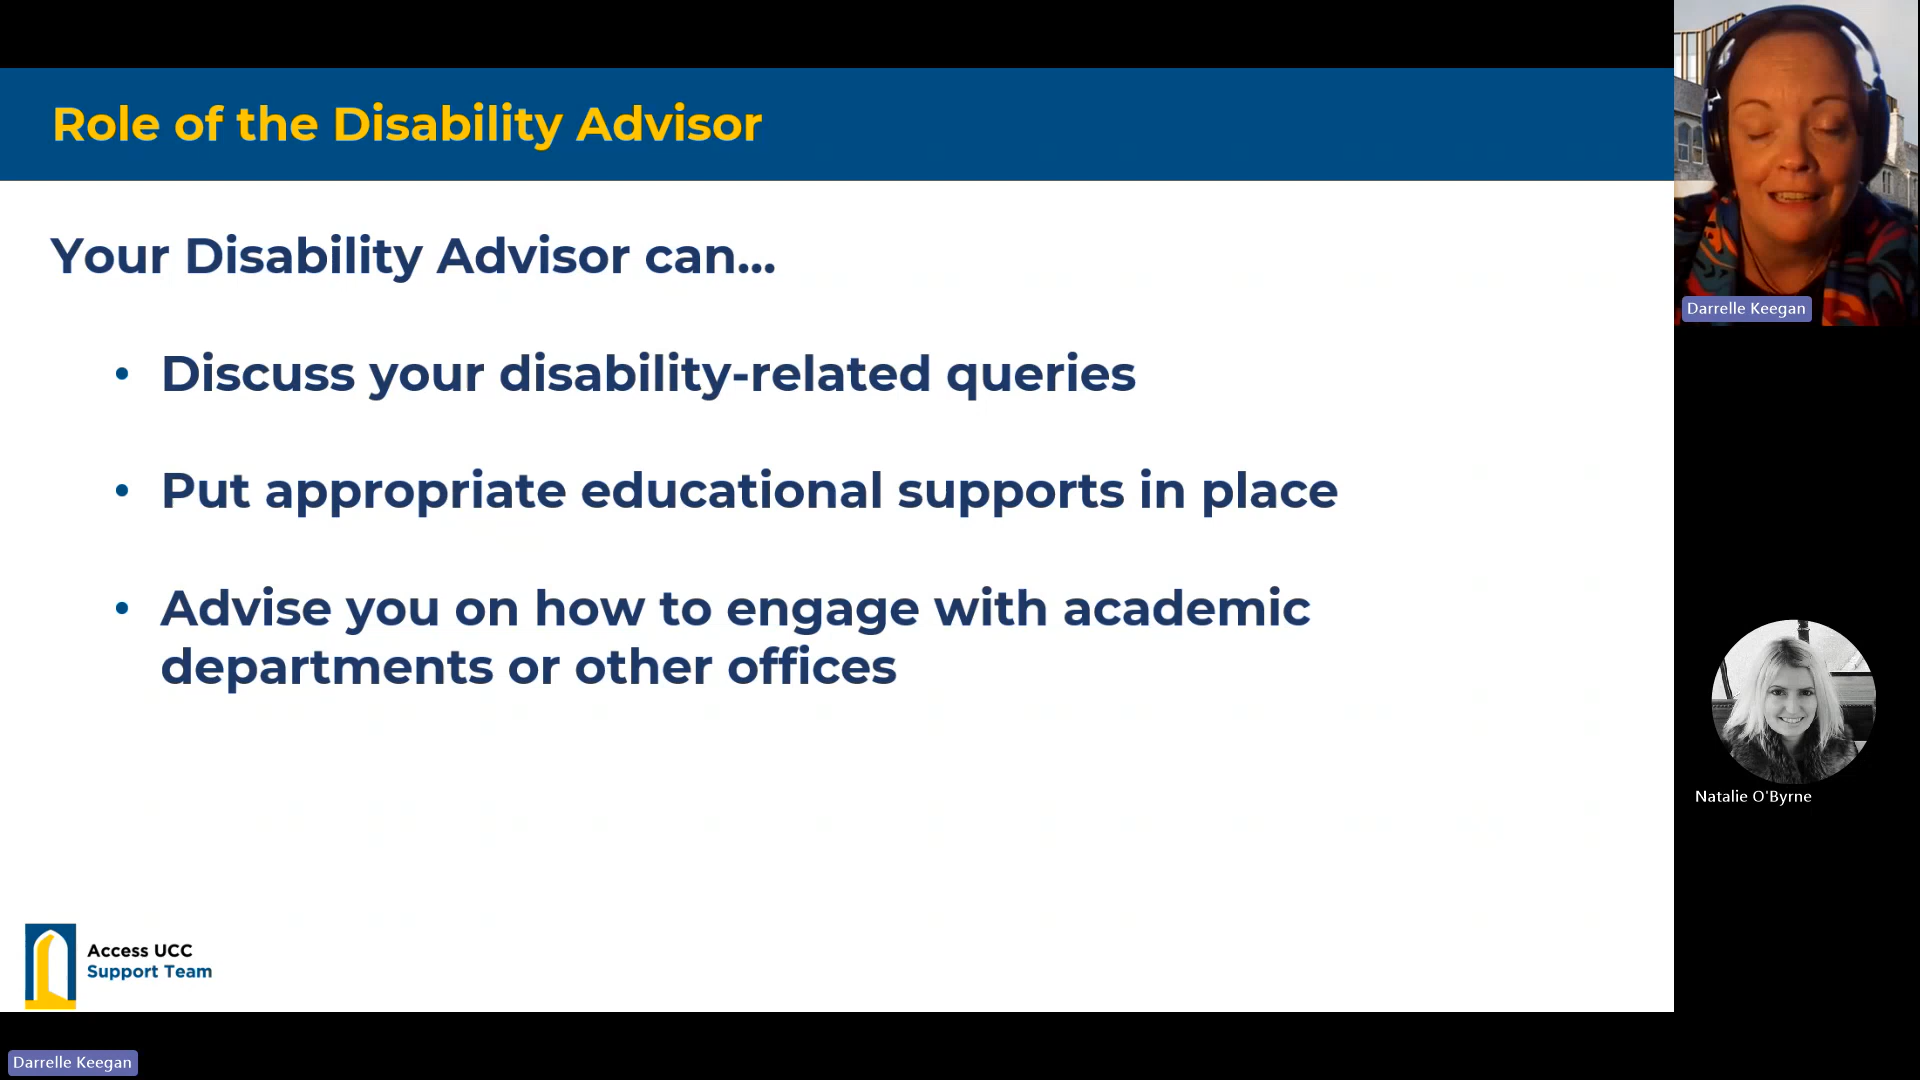 Role of the Disability Advisor
Your Disability Advisor can...
• Discuss your disability-related queries
• Put appropriate educational supports in place
• Advise you on how to engage with academic
departments or other offices
Access UCC
Support Team
Darrelle Keegan
Natalie O'Byrne
Darrelle Keegan